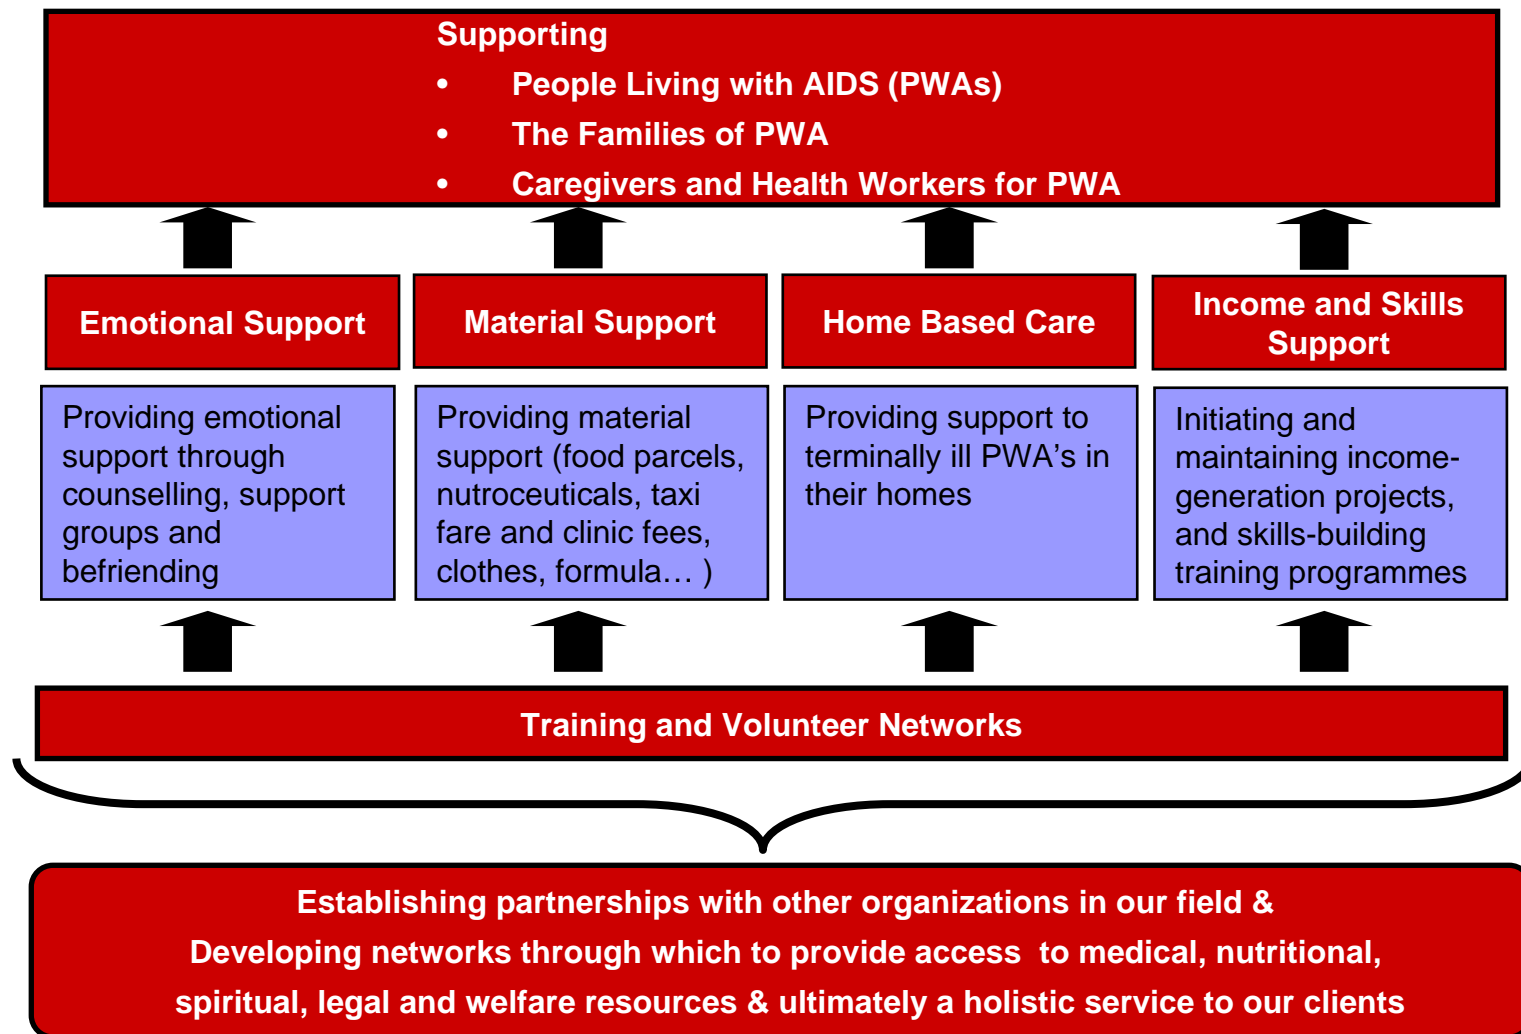 Supporting
• People Living with AIDS (PWAs)
• The Families of PWA
• Caregivers and Health Workers for PWA
Emotional Support
Material Support
Home Based Care
Income and Skills
Support
Providing emotional
support through
counselling, support
groups and
befriending
Providing material
support (food parcels,
nutroceuticals, taxi
fare and clinic fees,
clothes, formula… )
Providing support to
terminally ill PWA’s in
their homes
Initiating and
maintaining income-
generation projects,
and skills-building
training programmes
Training and Volunteer Networks
Establishing partnerships with other organizations in our field &
Developing networks through which to provide access to medical, nutritional,
spiritual, legal and welfare resources & ultimately a holistic service to our clients